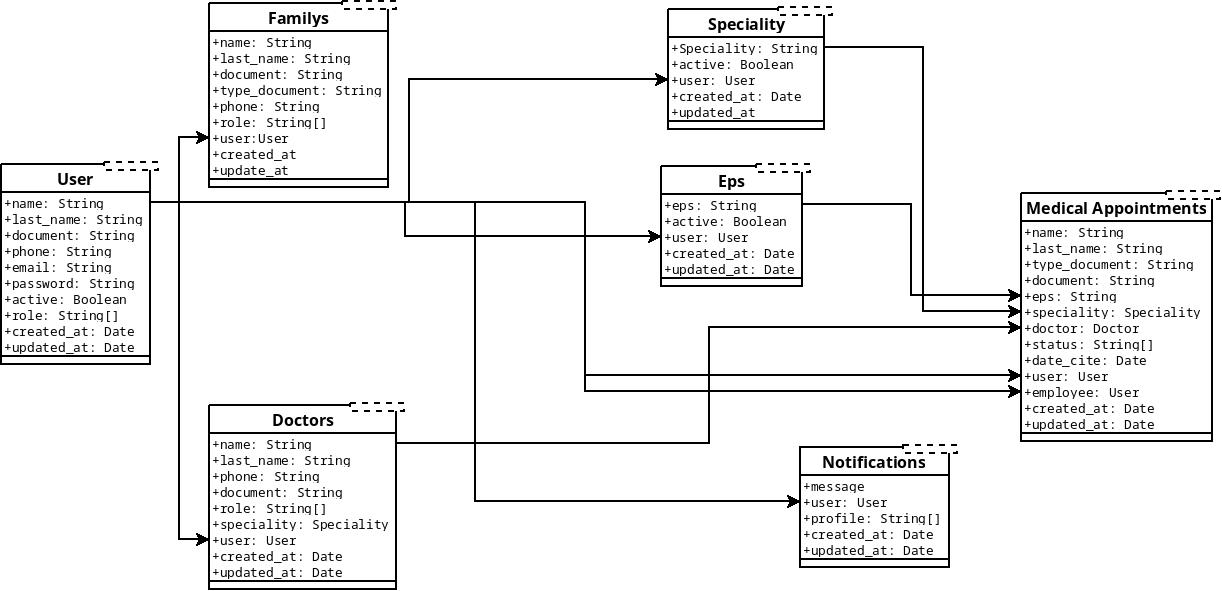 Familys
+name: String
+last_name: String
+document: String
+type_document: String
+phone: String
+role: String[]
+user:User
+created_at
+update_at
Speciality
+Speciality: String
+active: Boolean
+user: User
+created_at: Date
+updated_at
User
+name: String
+last_name: String
+document: String
+phone: String
+email: String
+password: String
+active: Boolean
+role: String[]
+created_at: Date
+updated_at: Date
Eps
+eps: String
+active: Boolean
+user: User
+created_at: Date
+updated_at: Date
Medical Appointments
+name: String
+last_name: String
+type_document: String
+document: String
+eps: String
+speciality: Speciality
+doctor: Doctor
+status: String[]
+date_cite: Date
+user: User
+employee: User
+created_at: Date
+updated_at: Date
Doctors
+name: String
+last_name: String
+phone: String
+document: String
+role: String[]
+speciality: Speciality
+user: User
+created_at: Date
+updated_at: Date
Notifications
+message
+user: User
+profile: String[]
+created_at: Date
+updated_at: Date